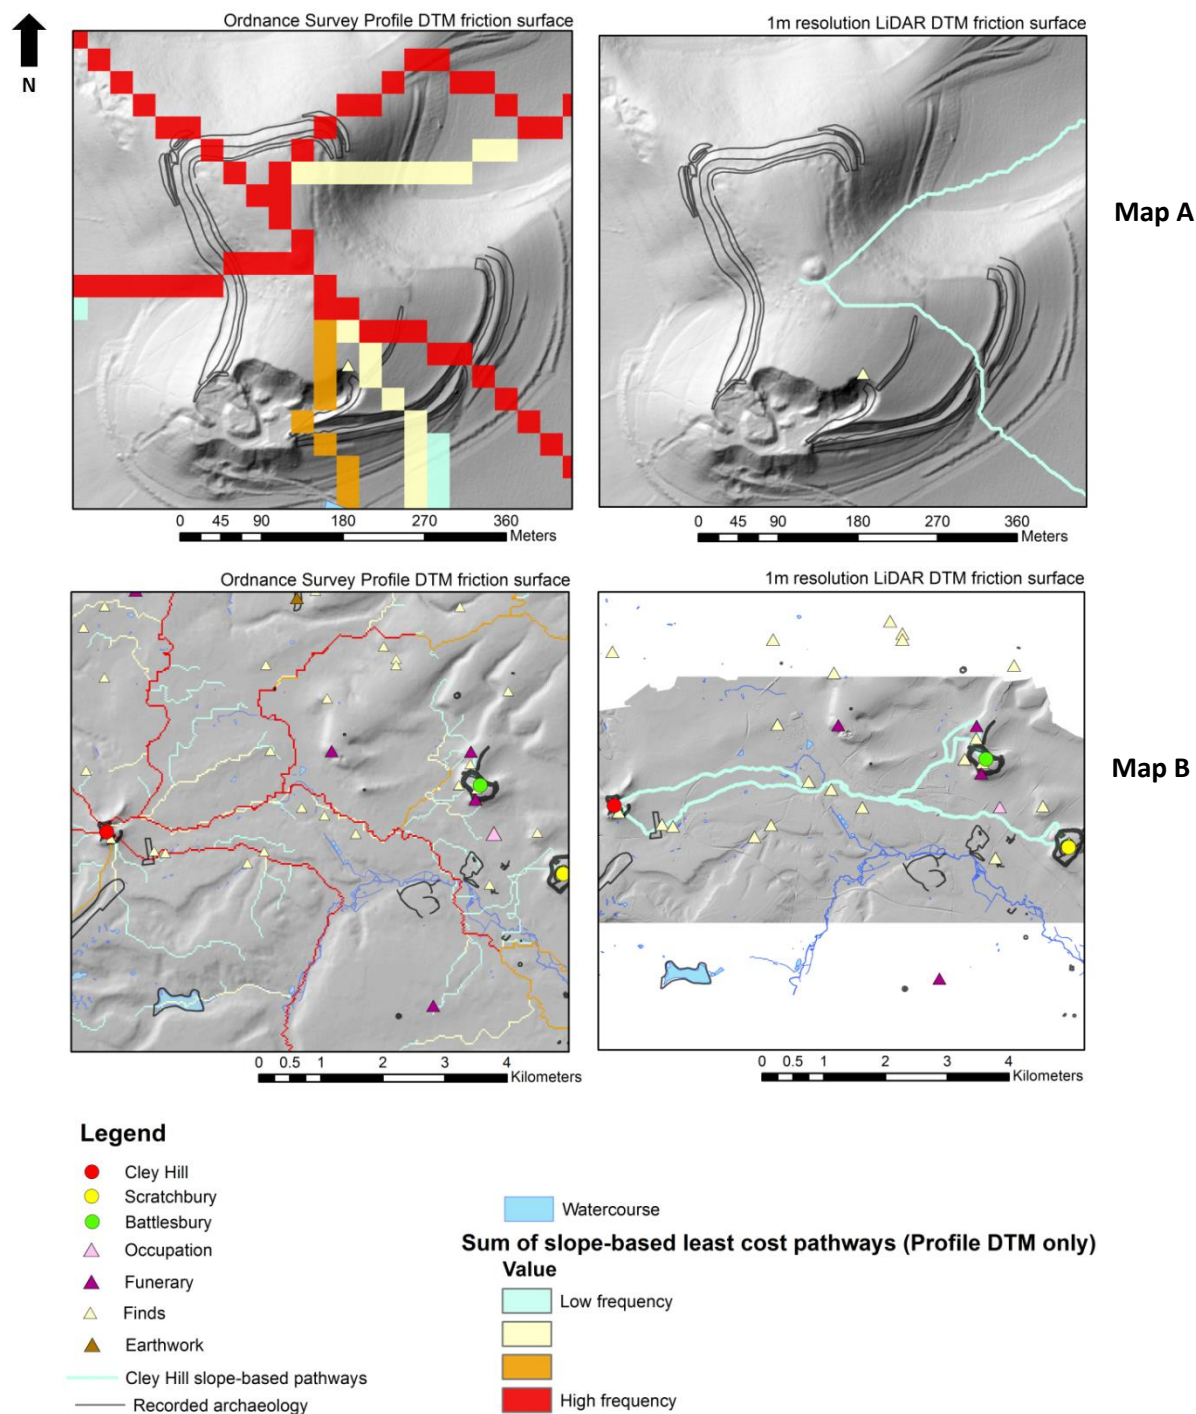 Ordnance Survey Profile DTM friction surface
1m resolution LiDAR DTM friction surface
N
Map A
0 45 90 180 270 360
Meters
0 45 90 180 270 360
Meters
Ordnance Survey Profile DTM friction surface
1m resolution LiDAR DTM friction surface
Map B
0 0.5 1 2 3 4
Kilometers
0 0.5 1 2 3 4
Kilometers
Legend
Cley Hill
Scratchbury
Battlesbury
Occupation
Funerary
Finds
Earthwork
Cley Hill slope-based pathways
Recorded archaeology
Watercourse
Sum of slope-based least cost pathways (Profile DTM only)
Value
Low frequency
High frequency